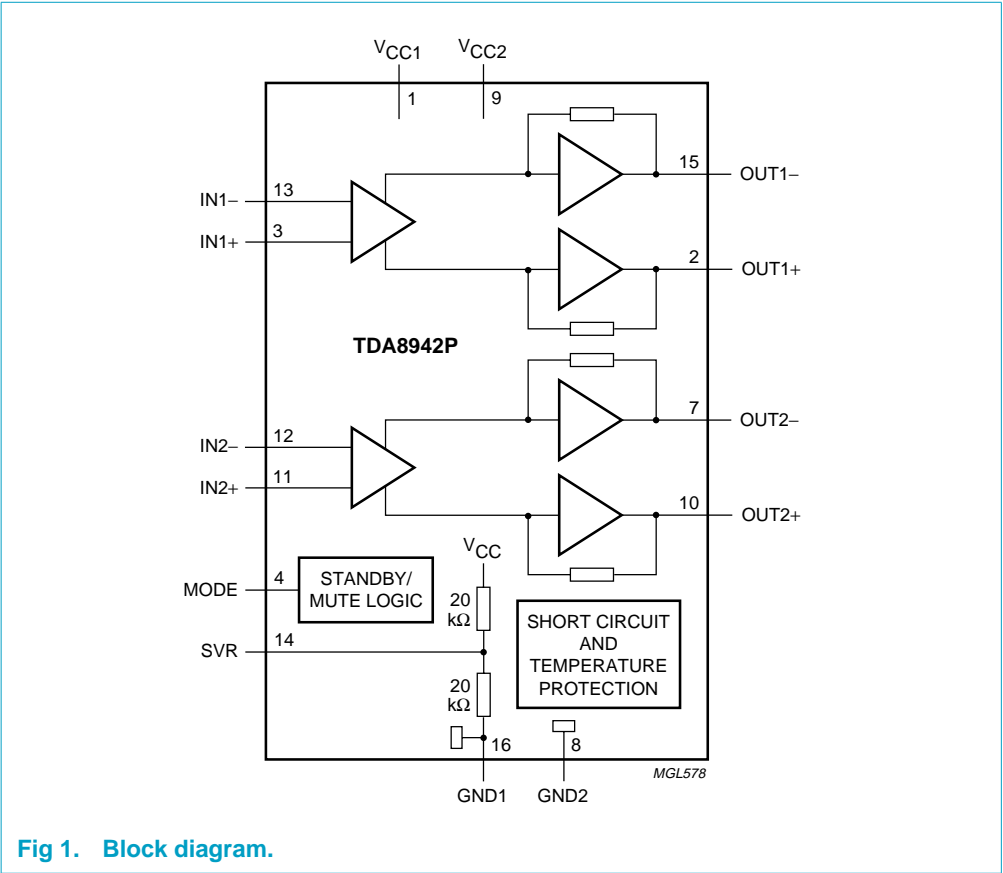 VCC1 VCC2
1 9
15 OUT1−
IN1− 13
IN1+ 3
2 OUT1+
TDA8942P
7 OUT2−
IN2− 12
IN2+ 11
10 OUT2+
VCC
MODE 4
STANDBY/
MUTE LOGIC
20
kΩ
SHORT CIRCUIT
AND
TEMPERATURE
PROTECTION
SVR 14
20
kΩ
16 8
MGL578
GND1 GND2
Fig 1. Block diagram.